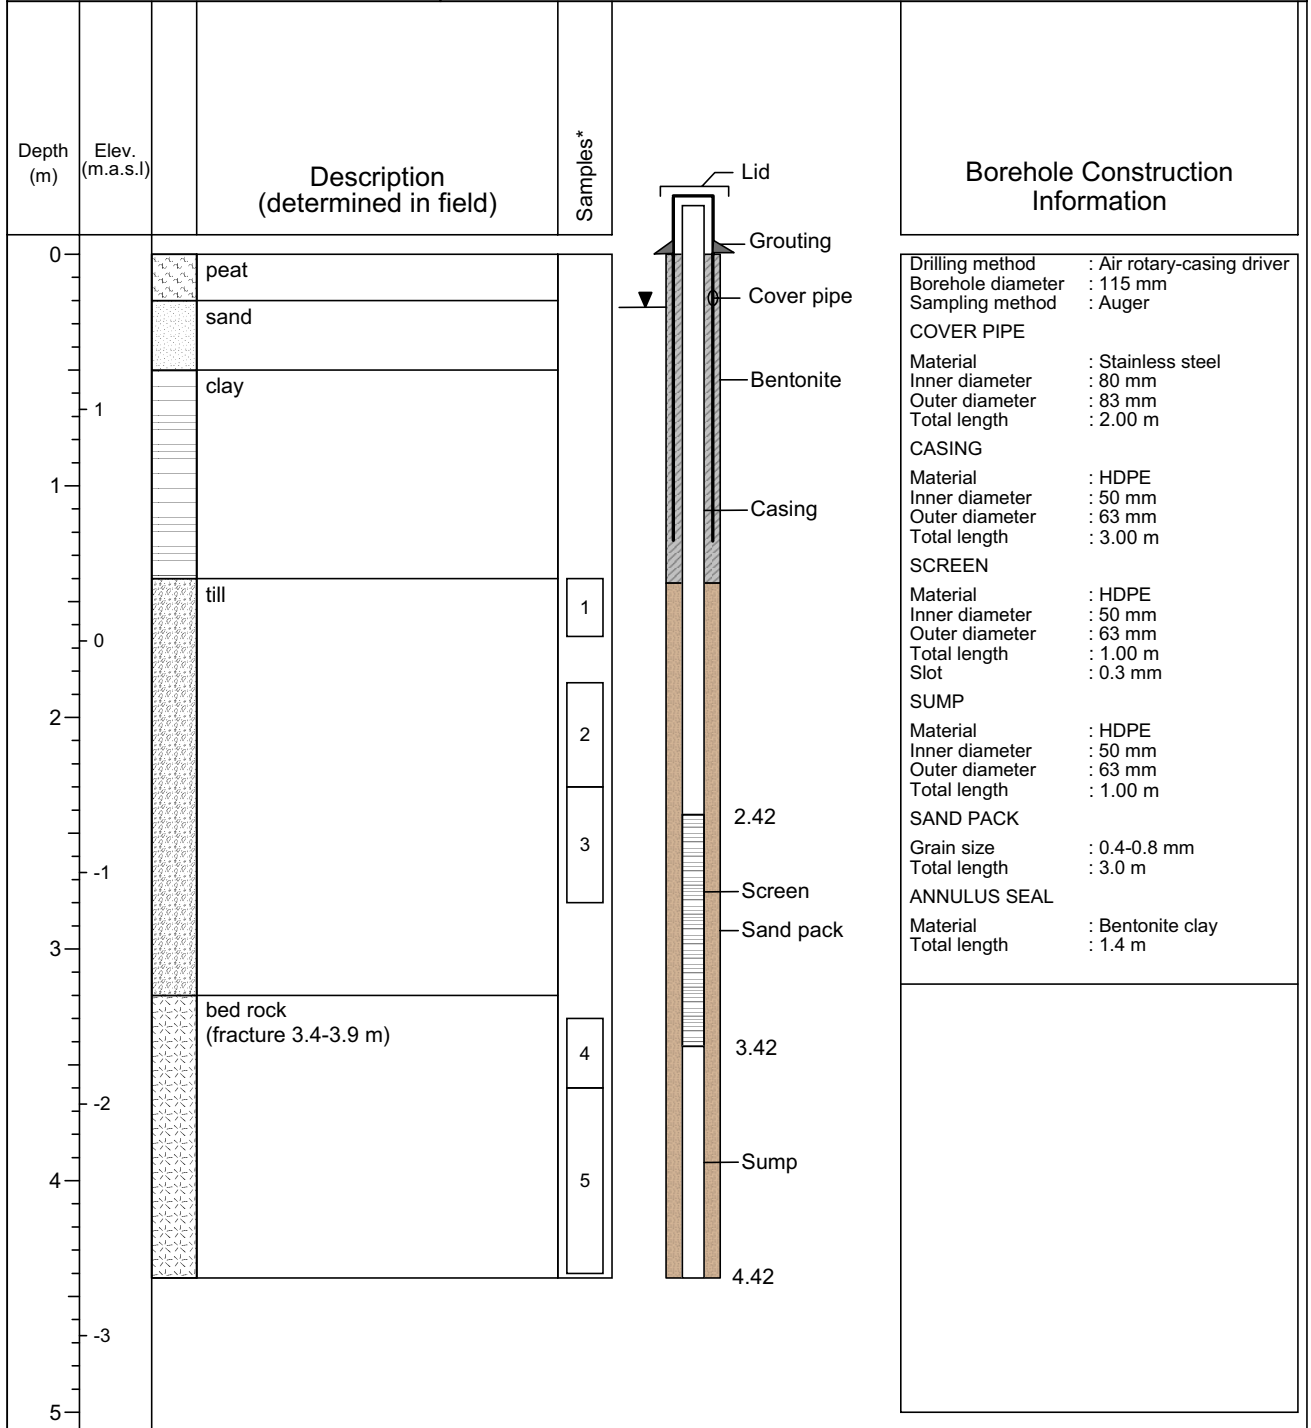 Depth
(m)
Elev.
(m.a.s.l)
Description
(determined in field)
Samples*
Lid
Borehole Construction
Information
0
1
2
3
4
5
1
0
-1
-2
-3
peat
sand
clay
till
bed rock
(fracture 3.4-3.9 m)
1
2
3
4
5
Grouting
Cover pipe
Bentonite
Casing
2.42
Screen
Sand pack
3.42
Sump
4.42
Drilling method : Air rotary-casing driver
Borehole diameter : 115 mm
Sampling method : Auger
COVER PIPE
Material : Stainless steel
Inner diameter : 80 mm
Outer diameter : 83 mm
Total length : 2.00 m
CASING
Material : HDPE
Inner diameter : 50 mm
Outer diameter : 63 mm
Total length : 3.00 m
SCREEN
Material : HDPE
Inner diameter : 50 mm
Outer diameter : 63 mm
Total length : 1.00 m
Slot : 0.3 mm
SUMP
Material : HDPE
Inner diameter : 50 mm
Outer diameter : 63 mm
Total length : 1.00 m
SAND PACK
Grain size : 0.4-0.8 mm
Total length : 3.0 m
ANNULUS SEAL
Material : Bentonite clay
Total length : 1.4 m